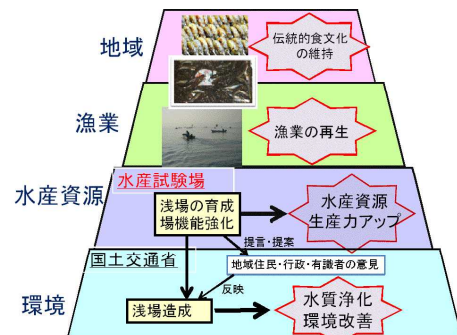 地域
伝統的食文化
の維持
漁業
漁業の再生
水産資源
水産試験場
浅場の育成
場機能強化
水産資源
生産力アップ
提言・提案
国土交通省
地域住民・行政・有識者の意見
反映
環境
浅場造成
水質浄化
環境改善